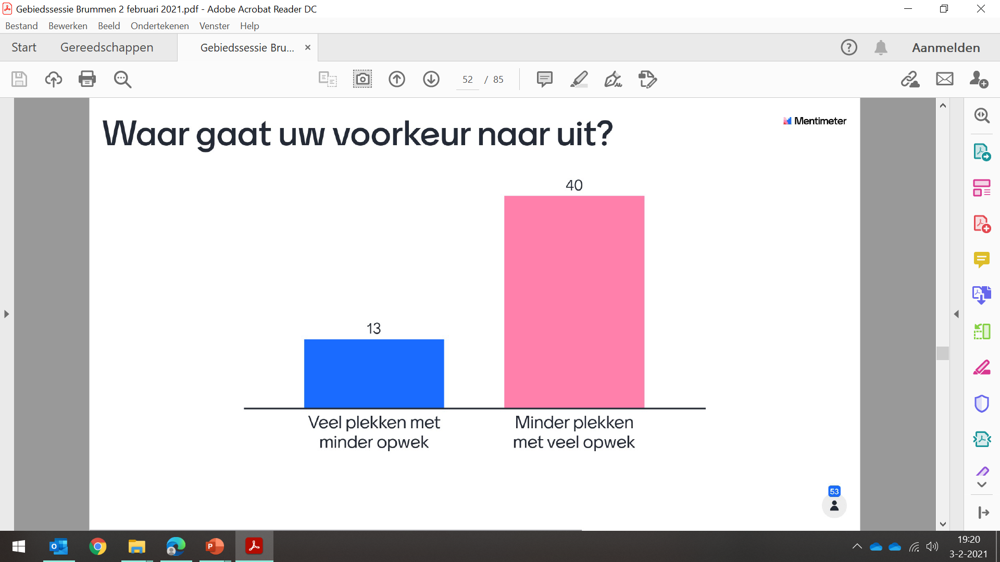 Gebiedssessie Brummen 2 februari 2021.pdf - Adobe Acrobat Reader DC
Bestand Bewerken Beeld Ondertekenen Venster Help
Start Gereedschappen Gebiedssessie Bru... × Aanmelden
52 / 85
Waar gaat uw voorkeur naar uit?
Mentimeter
40
13
Veel plekken met
minder opwek
Minder plekken
met veel opwek
53
19:20
3-2-2021